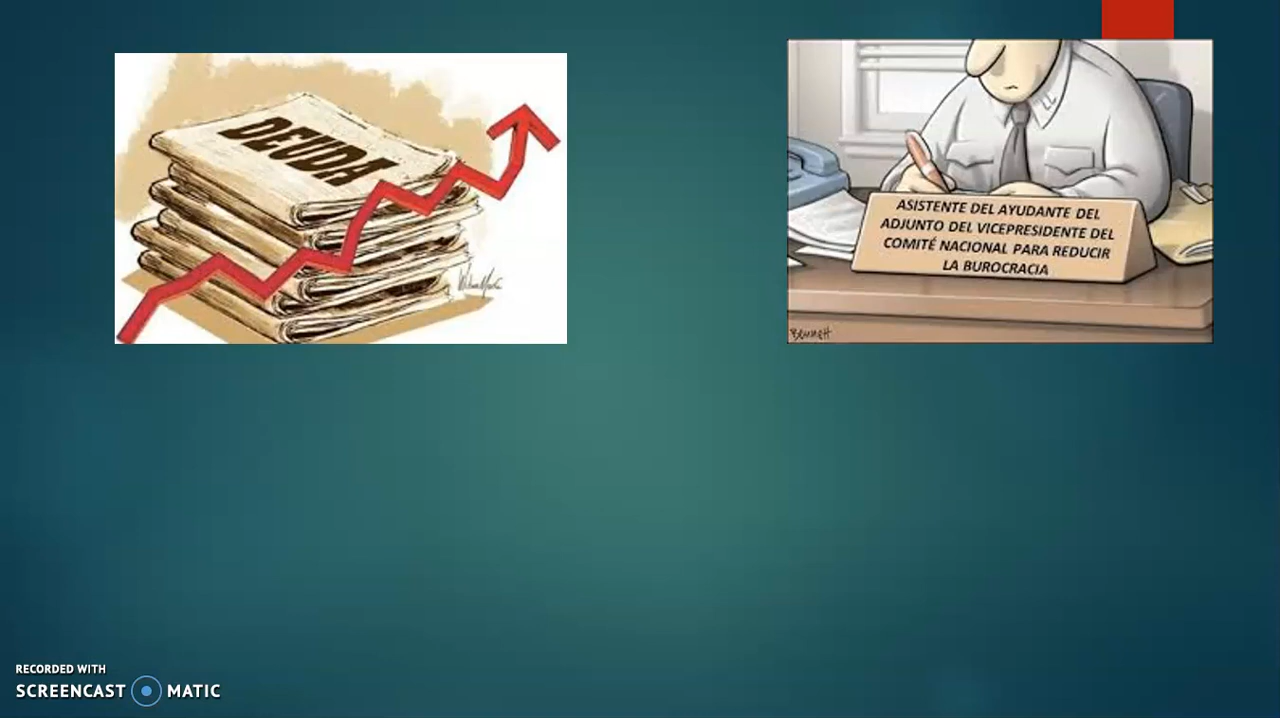 DEUDA
ASISTENTE DEL AYUDANTE DEL
ADJUNTO DEL VICEPRESIDENTE DEL
COMITÉ NACIONAL PARA REDUCIR
LA BUROCRACIA
Bennett
RECORDED WITH
SCREENCAST MATIC